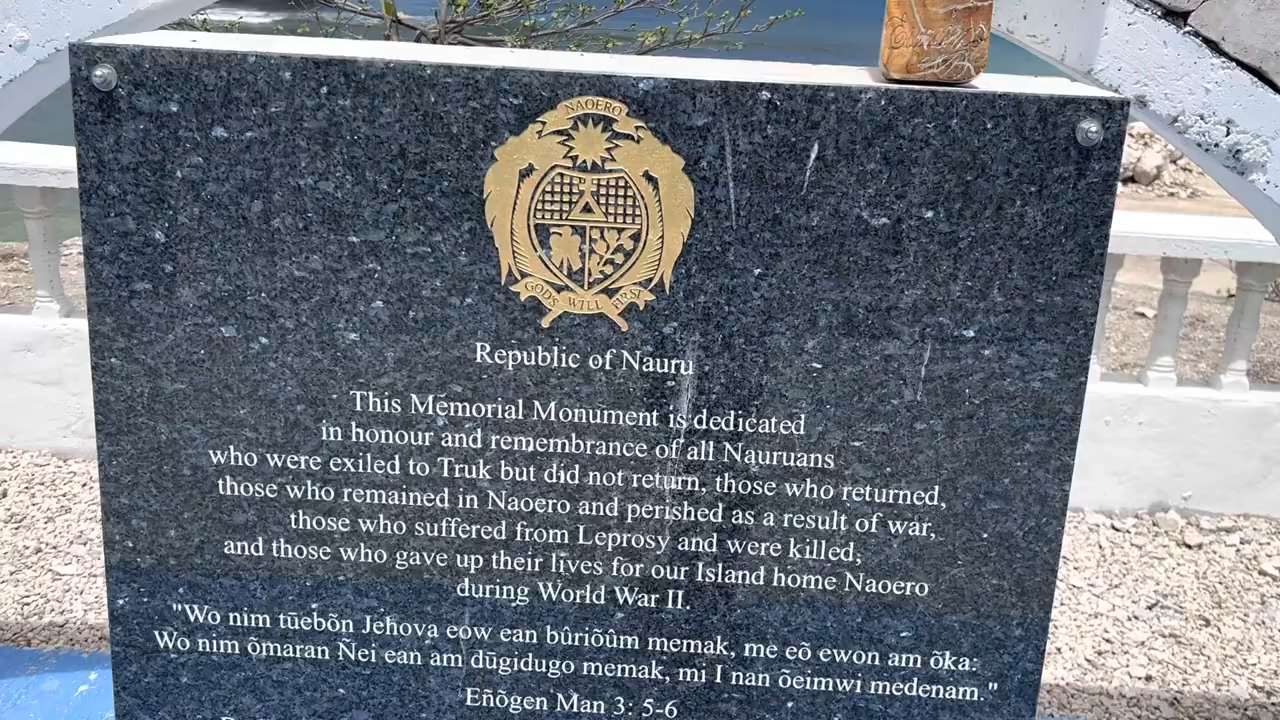 NAOERO
GOD'S WILL FIRST
Republic of Nauru
This Memorial Monument is dedicated
in honour and remembrance of all Nauruans
who were exiled to Truk but did not return, those who returned,
those who remained in Naoero and perished as a result of war,
those who suffered from Leprosy and were killed,
and those who gave up their lives for our Island home Naoero
during World War II.
"Wo nim tūebõn Jehova eow ean bûriõûm memak, me eõ ewon am õka:
Wo nim õmaran Ñei ean am dūgidugo memak, mi I nan õeimwi medenam."
Eñõgen Man 3: 5-6